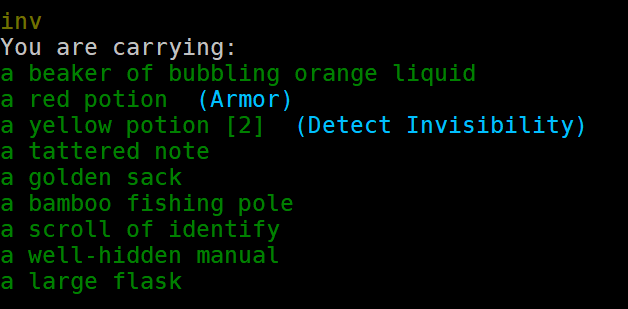 inv
You are carrying:
a beaker of bubbling orange liquid
a red potion  (Armor)
a yellow potion [2]  (Detect Invisibility)
a tattered note
a golden sack
a bamboo fishing pole
a scroll of identify
a well-hidden manual
a large flask